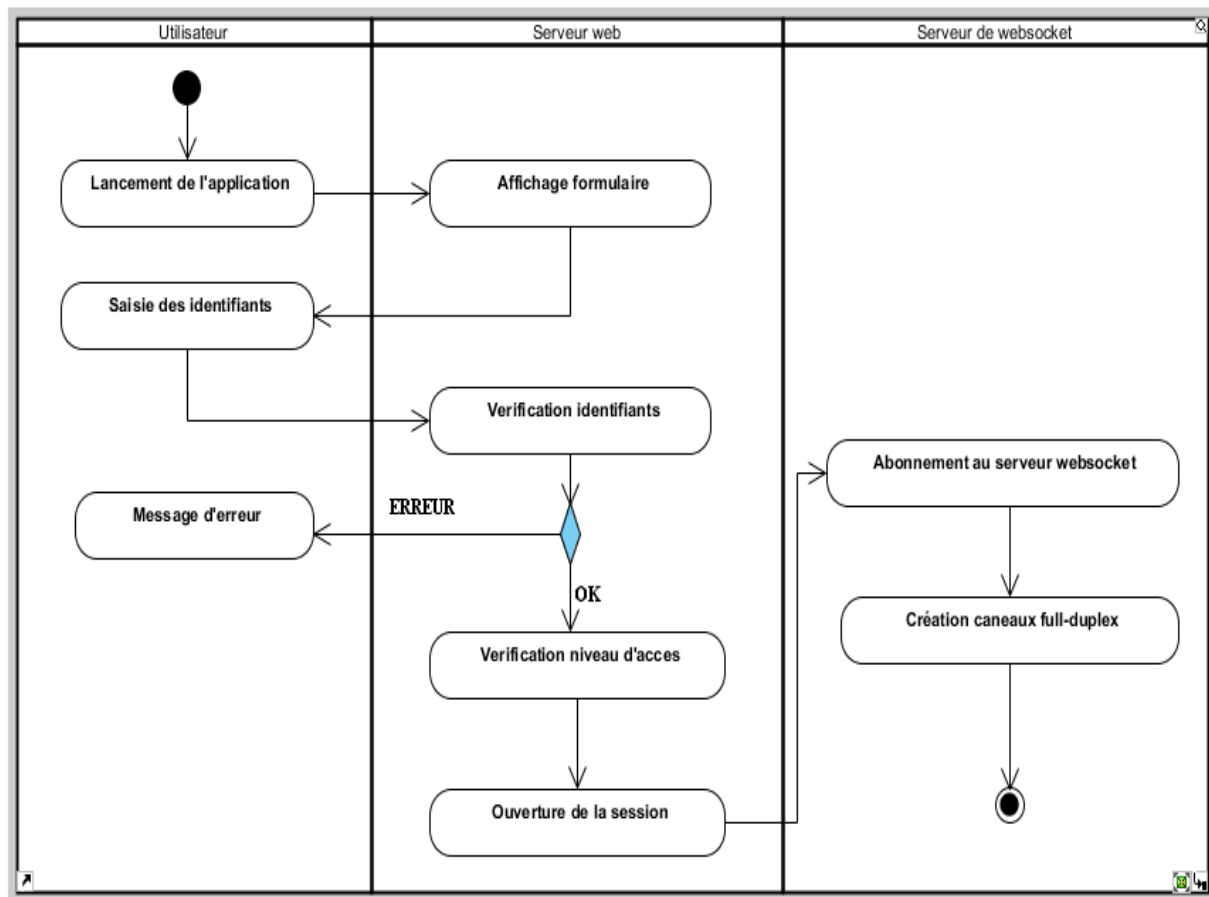 Utilisateur
Serveur web
Serveur de websocket
Lancement de l'application
Affichage formulaire
Saisie des identifiants
Verification identifiants
Abonnement au serveur websocket
Message d'erreur
ERREUR
OK
Création caneaux full-duplex
Verification niveau d'acces
Ouverture de la session